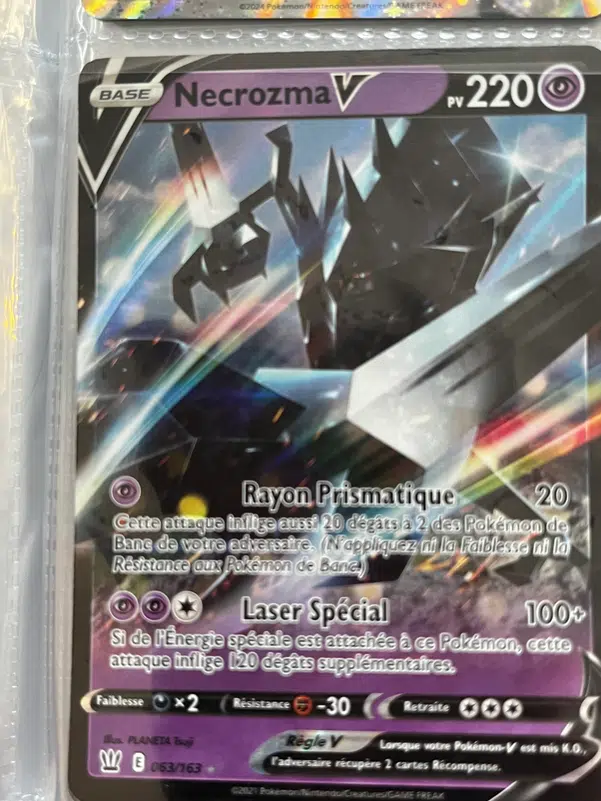 ©2024 Pokémon/Nintendo/Creatures/GAME FREAK
BASE Necrozma V PV 220
Rayon Prismatique 20
Cette attaque inflige aussi 20 dégâts à 2 des Pokémon de
Banc de votre adversaire. (N'appliquez ni la Faiblesse ni la
Résistance aux Pokémon de Banc.)
Laser Spécial 100+
Si de l'Énergie spéciale est attachée à ce Pokémon, cette
attaque inflige 120 dégâts supplémentaires.
Faiblesse ×2 Résistance -30 Retraite
Illus. PLANETA Tsuji
Règle V Lorsque votre Pokémon-V est mis K.O.,
l'adversaire récupère 2 cartes Récompense.
E 063/163
©2021 Pokémon/Nintendo/Creatures/GAME FREAK